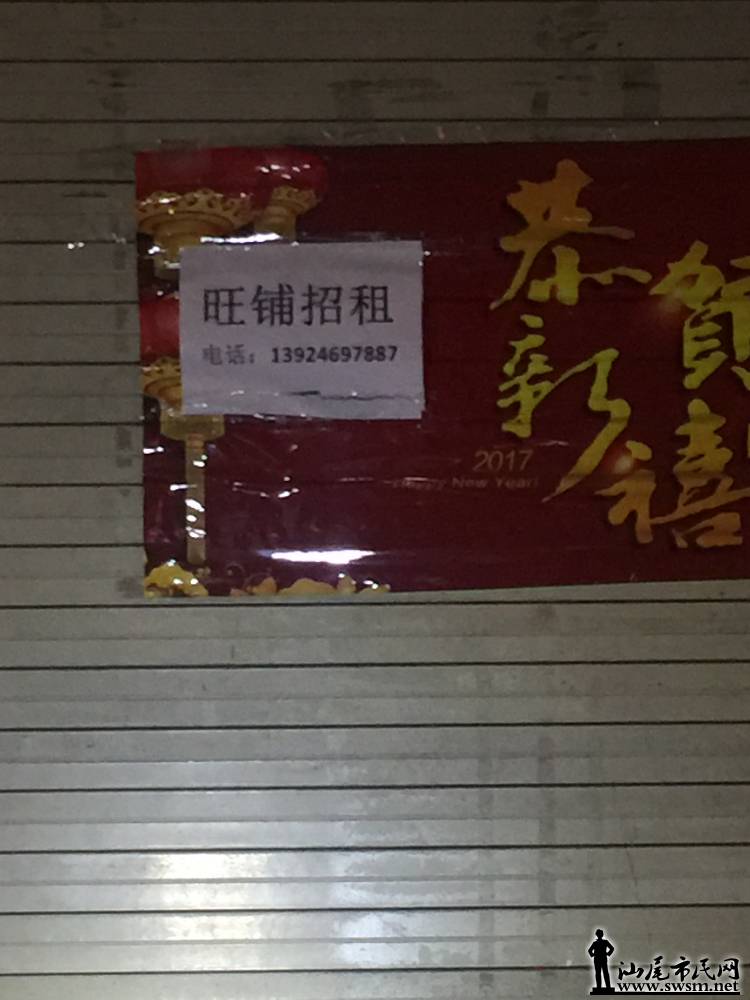 旺铺招租
电话：13924697887
恭賀
新禧
2017
Happy New Year!
汕尾市民网
www.swsm.net